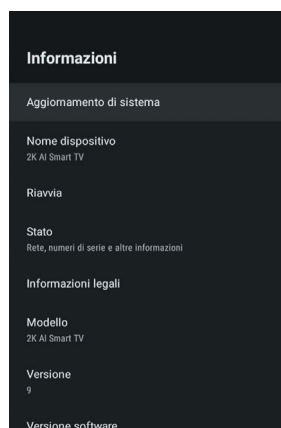 Informazioni
Aggiornamento di sistema
Nome dispositivo
2K AI Smart TV
Riavvia
Stato
Rete, numeri di serie e altre informazioni
Informazioni legali
Modello
2K AI Smart TV
Versione
9
Versione software